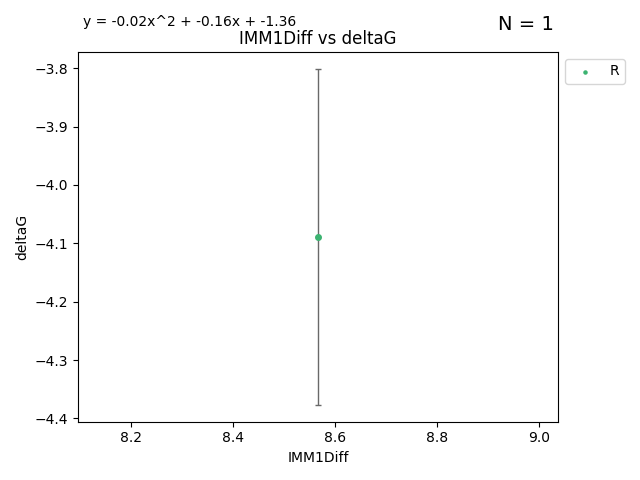 y = -0.02x^2 + -0.16x + -1.36
N = 1
IMM1Diff vs deltaG
R
−3.8
−3.9
−4.0
−4.1
−4.2
−4.3
−4.4
deltaG
8.2 8.4 8.6 8.8 9.0
IMM1Diff